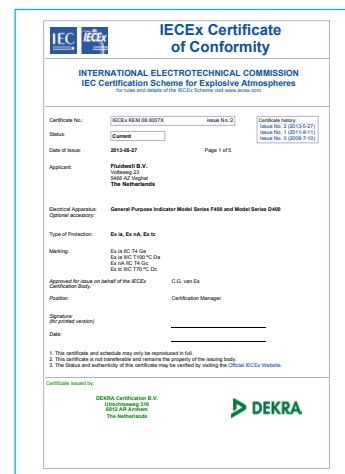 IEC IECEx
IECEx Certificate
of Conformity
INTERNATIONAL ELECTROTECHNICAL COMMISSION
IEC Certification Scheme for Explosive Atmospheres
for rules and details of the IECEx Scheme visit www.iecex.com
Certificate No.: IECEx KEM 08.0007X issue No.:2
Certificate history:
Issue No. 2 (2013-5-27)
Issue No. 1 (2011-8-11)
Issue No. 0 (2008-7-10)
Status: Current
Date of Issue: 2013-05-27 Page 1 of 5
Applicant: Fluidwell B.V.
Voltaweg 23
5466 AZ Veghel
The Netherlands
Electrical Apparatus: General Purpose Indicator Model Series F400 and Model Series D400
Optional accessory:
Type of Protection: Ex ia, Ex nA, Ex tc
Marking: Ex ia IIC T4 Ga
Ex ia IIIC T100 °C Da
Ex nA IIC T4 Gc
Ex tc IIIC T70 °C Dc
Approved for issue on behalf of the IECEx C.G. van Es
Certification Body:
Position: Certification Manager
Signature:
(for printed version)
Date:
1. This certificate and schedule may only be reproduced in full.
2. This certificate is not transferable and remains the property of the issuing body.
3. The Status and authenticity of this certificate may be verified by visiting the Official IECEx Website.
Certificate issued by:
DEKRA Certification B.V.
Utrechtseweg 310
6812 AR Arnhem
The Netherlands
DEKRA